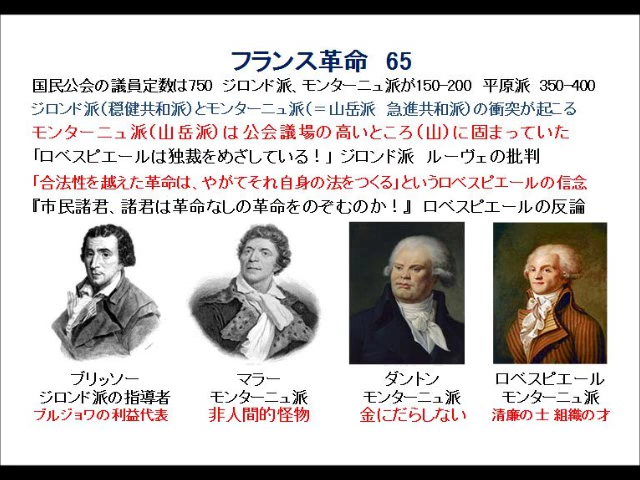 フランス革命 65
国民公会の議員定数は750 ジロンド派、モンターニュ派が150-200 平原派 350-400
ジロンド派(穏健共和派)とモンターニュ派(=山岳派 急進共和派)の衝突が起こる
モンターニュ派(山岳派)は公会議場の高いところ(山)に固まっていた
「ロベスピエールは独裁をめざしている!」 ジロンド派 ルーヴェの批判
「合法性を越えた革命は、やがてそれ自身の法をつくる」というロベスピエールの信念
『市民諸君、諸君は革命なしの革命をのぞむのか!』 ロベスピエールの反論
ブリッソー
ジロンド派の指導者
ブルジョワの利益代表
マラー
モンターニュ派
非人間的怪物
ダントン
モンターニュ派
金にだらしない
ロベスピエール
モンターニュ派
清廉の士 組織の才